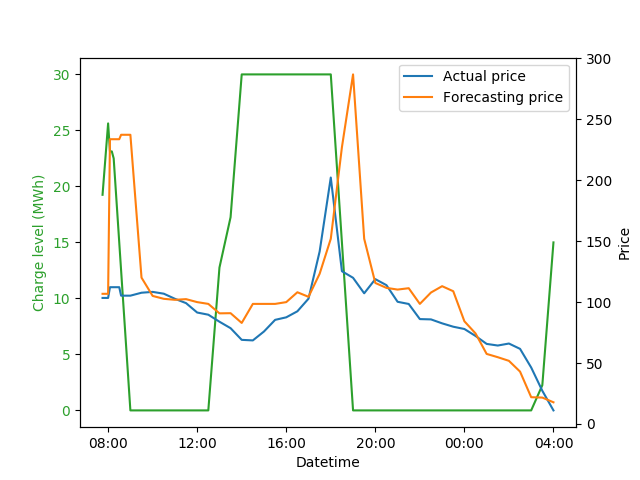 Actual price
Forecasting price
Charge level (MWh)
30
25
20
15
10
5
0
300
250
200
150
100
50
0
Price
08:00 12:00 16:00 20:00 00:00 04:00
Datetime